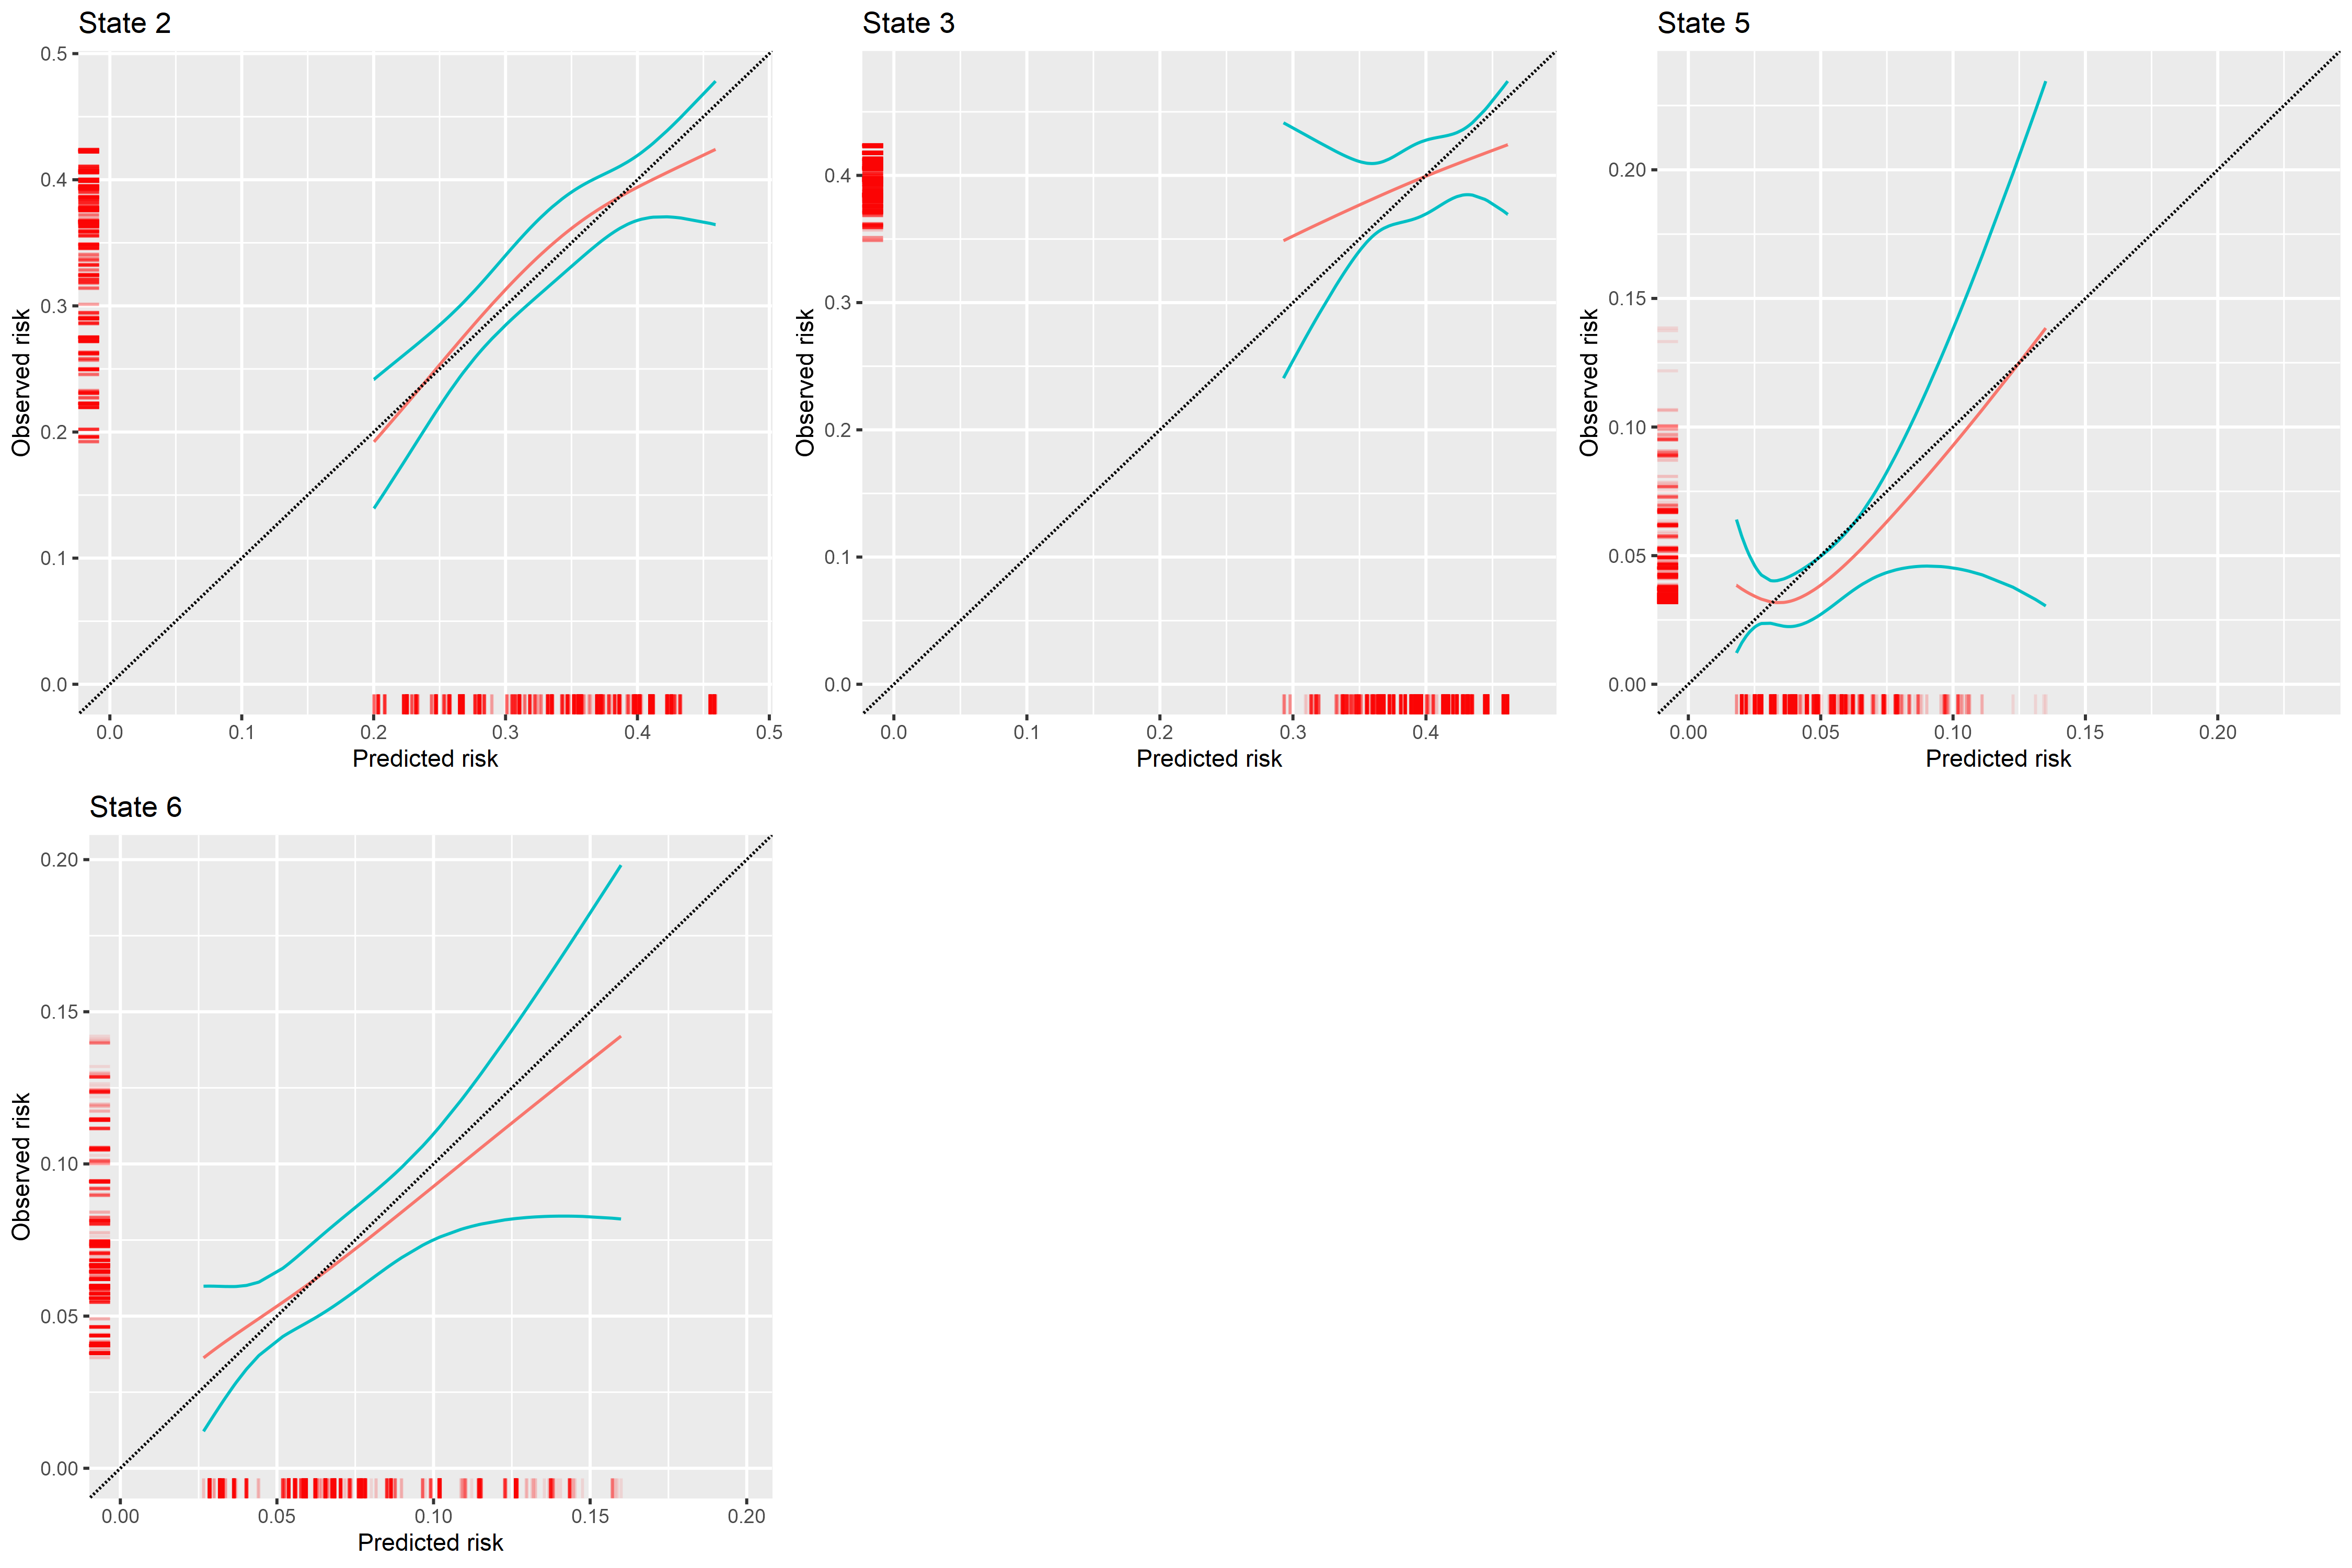 State 2
Observed risk
0.5
0.4
0.3
0.2
0.1
0.0
0.0 0.1 0.2 0.3 0.4 0.5
Predicted risk
State 3
Observed risk
0.4
0.3
0.2
0.1
0.0
0.0 0.1 0.2 0.3 0.4
Predicted risk
State 5
Observed risk
0.20
0.15
0.10
0.05
0.00
0.00 0.05 0.10 0.15 0.20
Predicted risk
State 6
Observed risk
0.20
0.15
0.10
0.05
0.00
0.00 0.05 0.10 0.15 0.20
Predicted risk